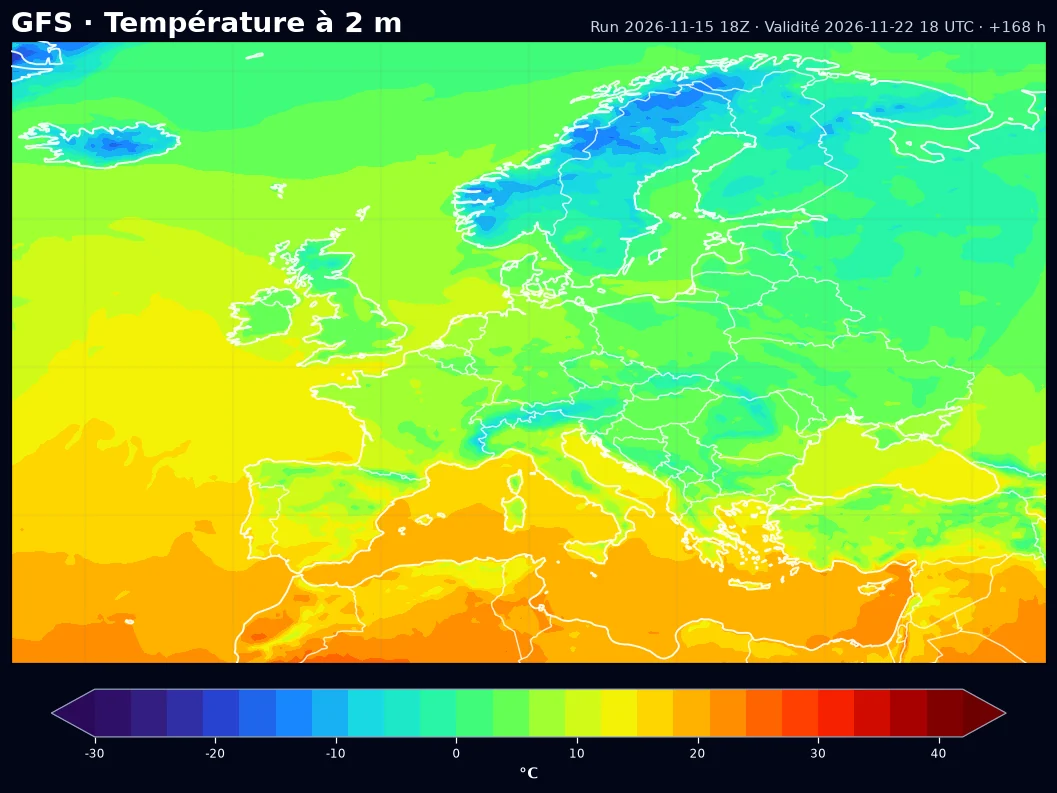 GFS · Température à 2 m
Run 2026-11-15 18Z · Validité 2026-11-22 18 UTC · +168 h
-30 -20 -10 0 10 20 30 40
°C